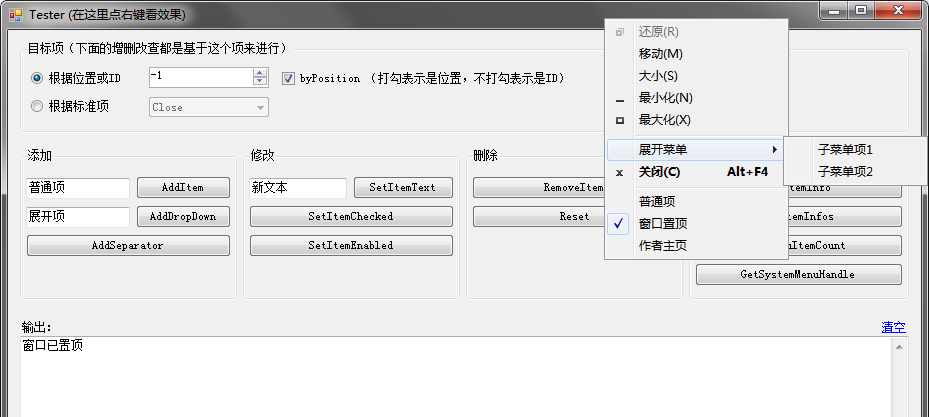 Tester (在这里点右键看效果)
目标项（下面的增删改查都是基于这个项来进行）
根据位置或ID
-1
byPosition （打勾表示是位置，不打勾表示是ID）
根据标准项
Close
还原(R)
移动(M)
大小(S)
最小化(N)
最大化(X)
展开菜单
关闭(C) Alt+F4
普通项
窗口置顶
作者主页
子菜单项1
子菜单项2
添加
普通项
AddItem
展开项
AddDropDown
AddSeparator
修改
新文本
SetItemText
SetItemChecked
SetItemEnabled
删除
RemoveItem
Reset
mInfo
temInfos
uItemCount
GetSystemMenuHandle
输出:
清空
窗口已置顶